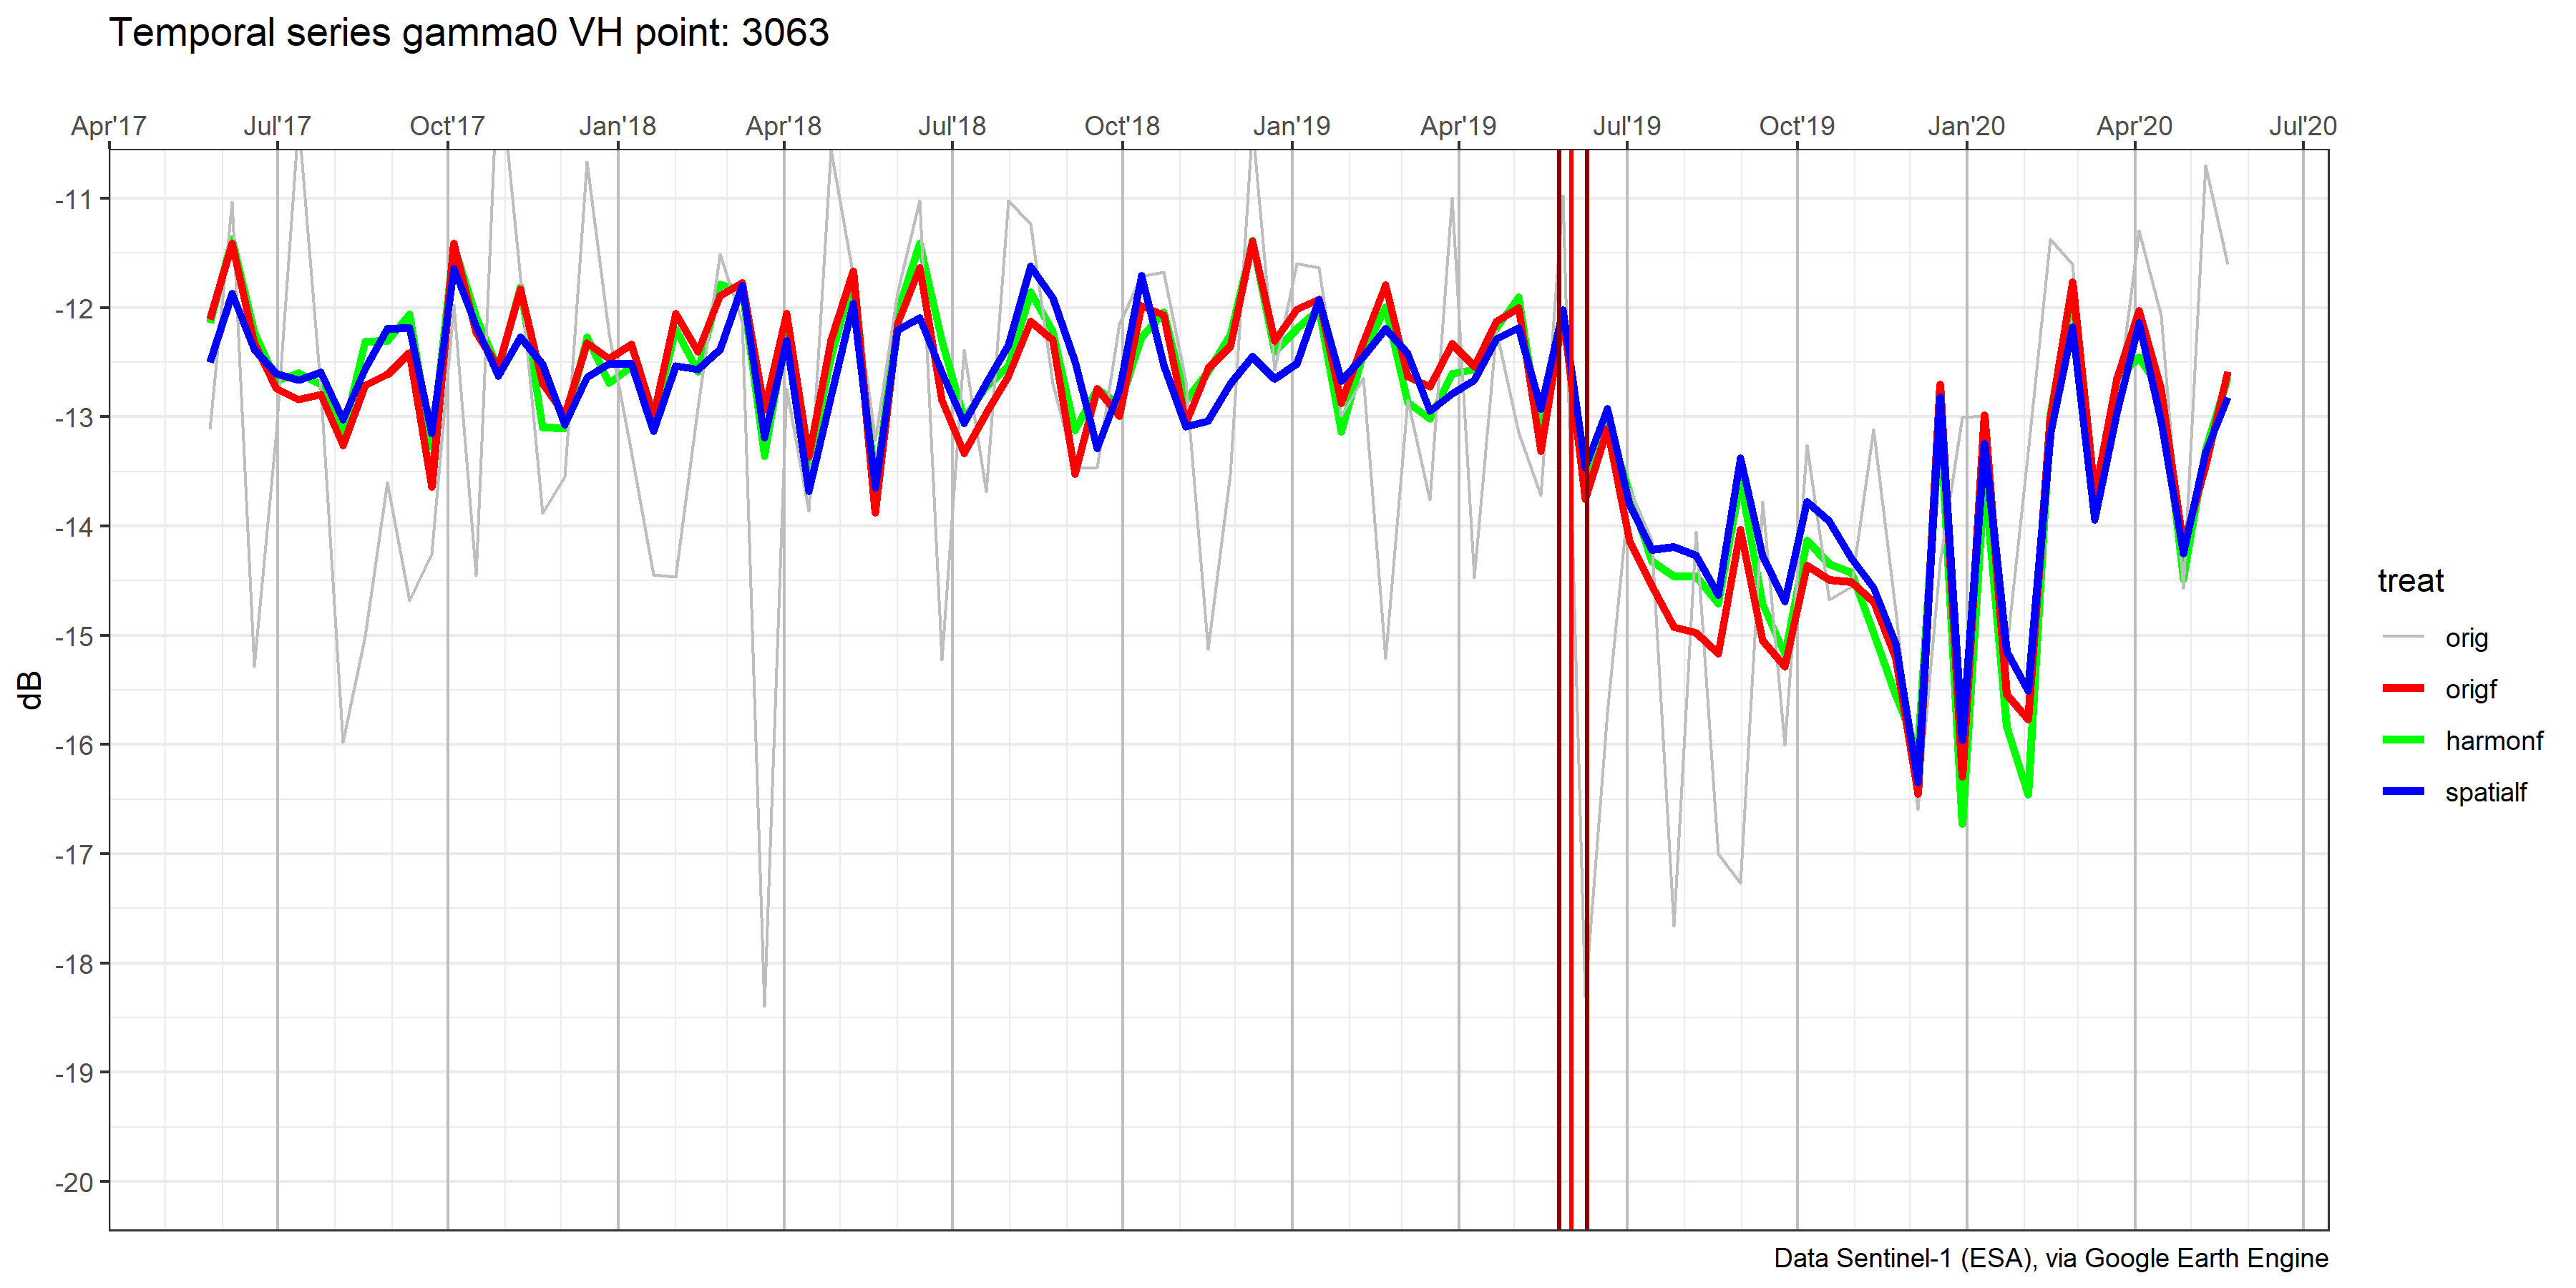 Temporal series gamma0 VH point: 3063
Apr'17 Jul'17 Oct'17 Jan'18 Apr'18 Jul'18 Oct'18 Jan'19 Apr'19 Jul'19 Oct'19 Jan'20 Apr'20 Jul'20
-11
-12
-13
-14
-15
-16
-17
-18
-19
-20
dB
treat
orig
origf
harmonf
spatialf
Data Sentinel-1 (ESA), via Google Earth Engine